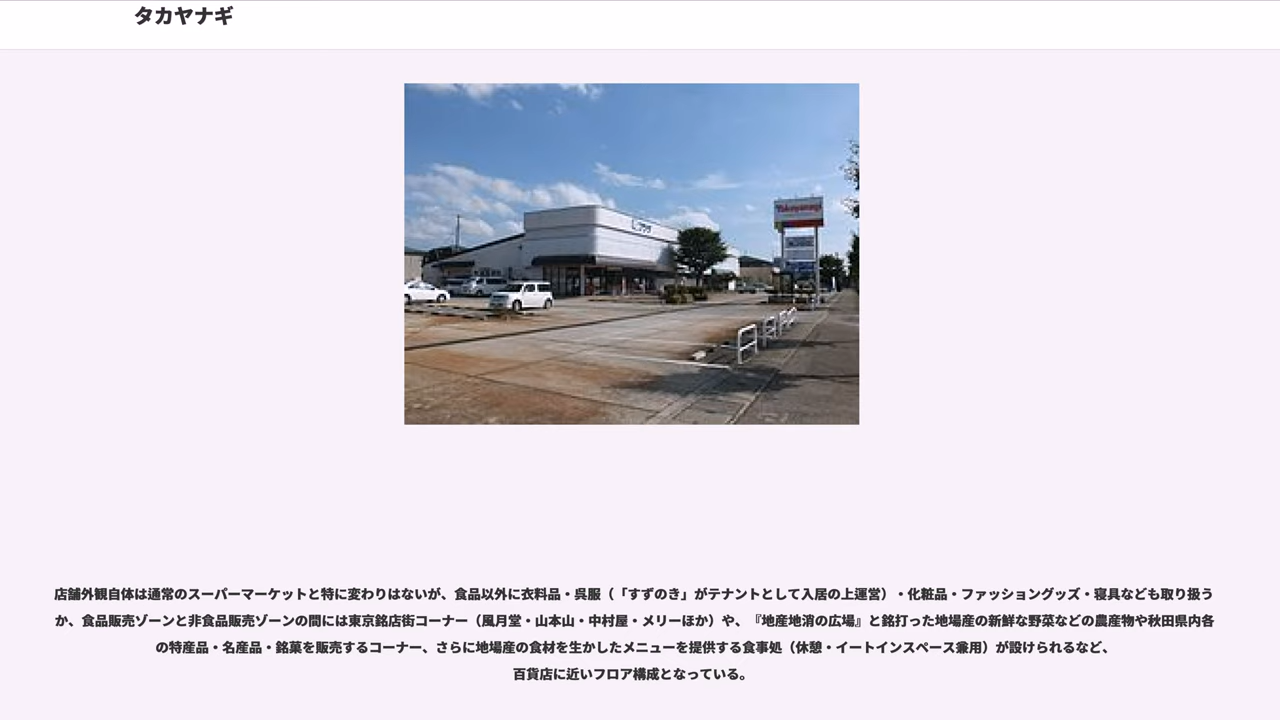 タカヤナギ
Takayanagi
店舗外観自体は通常のスーパーマーケットと特に変わりはないが、食品以外に衣料品・呉服（「すずのき」がテナントとして入居の上運営）・化粧品・ファッショングッズ・寝具なども取り扱う
か、食品販売ゾーンと非食品販売ゾーンの間には東京銘店街コーナー（風月堂・山本山・中村屋・メリーほか）や、『地産地消の広場』と銘打った地場産の新鮮な野菜などの農産物や秋田県内各
の特産品・名産品・銘菓を販売するコーナー、さらに地場産の食材を生かしたメニューを提供する食事処（休憩・イートインスペース兼用）が設けられるなど、
百貨店に近いフロア構成となっている。